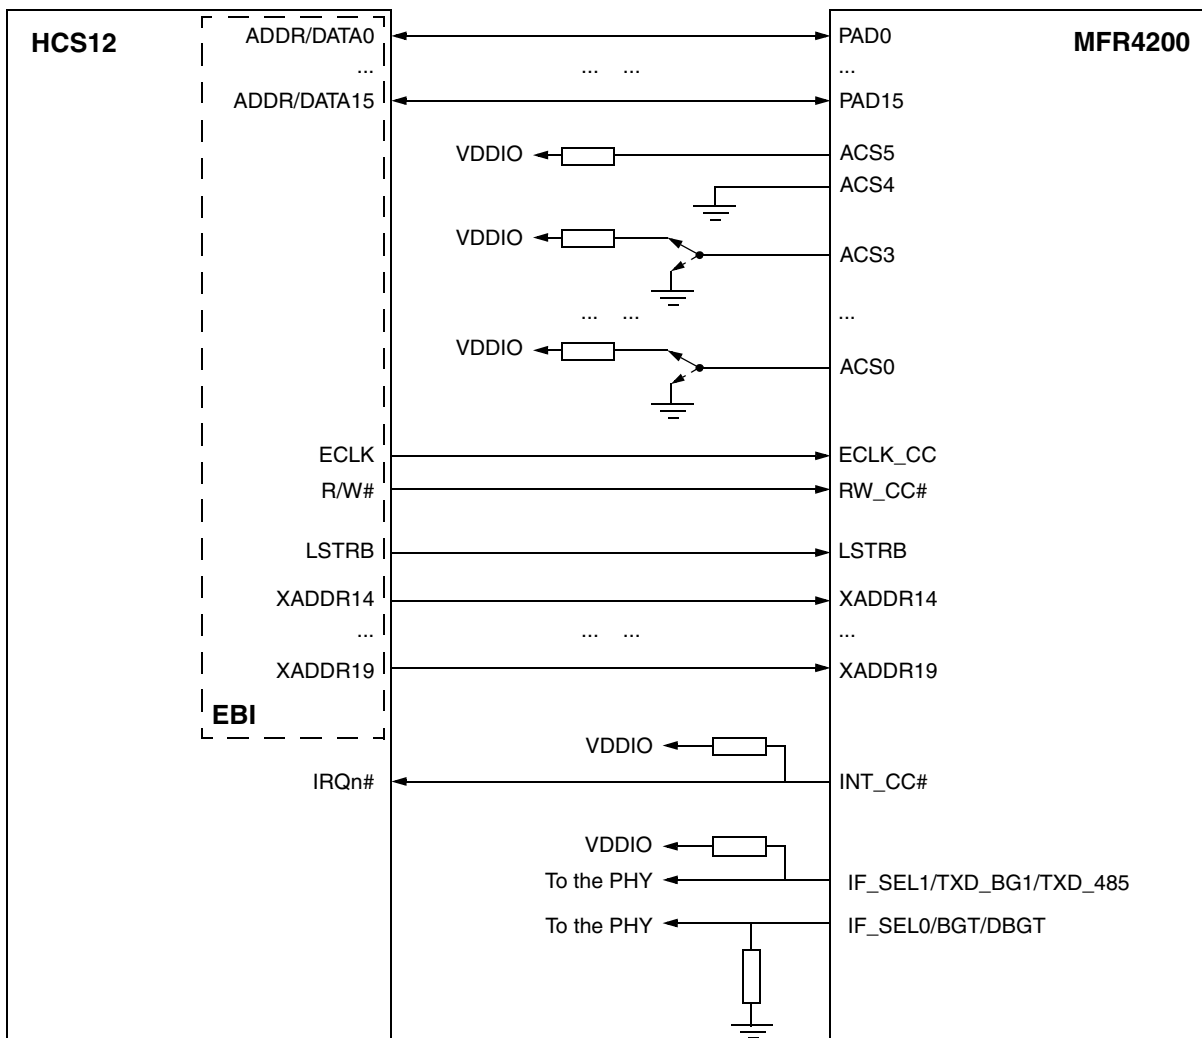 HCS12 ADDR/DATA0 PAD0 MFR4200
... ... ... ...
ADDR/DATA15 PAD15
VDDIO ACS5
ACS4
VDDIO ACS3
... ... ...
VDDIO ACS0
ECLK ECLK_CC
R/W# RW_CC#
LSTRB LSTRB
XADDR14 XADDR14
... ... ... ...
XADDR19 XADDR19
EBI
VDDIO
IRQn# INT_CC#
VDDIO
To the PHY IF_SEL1/TXD_BG1/TXD_485
To the PHY IF_SEL0/BGT/DBGT